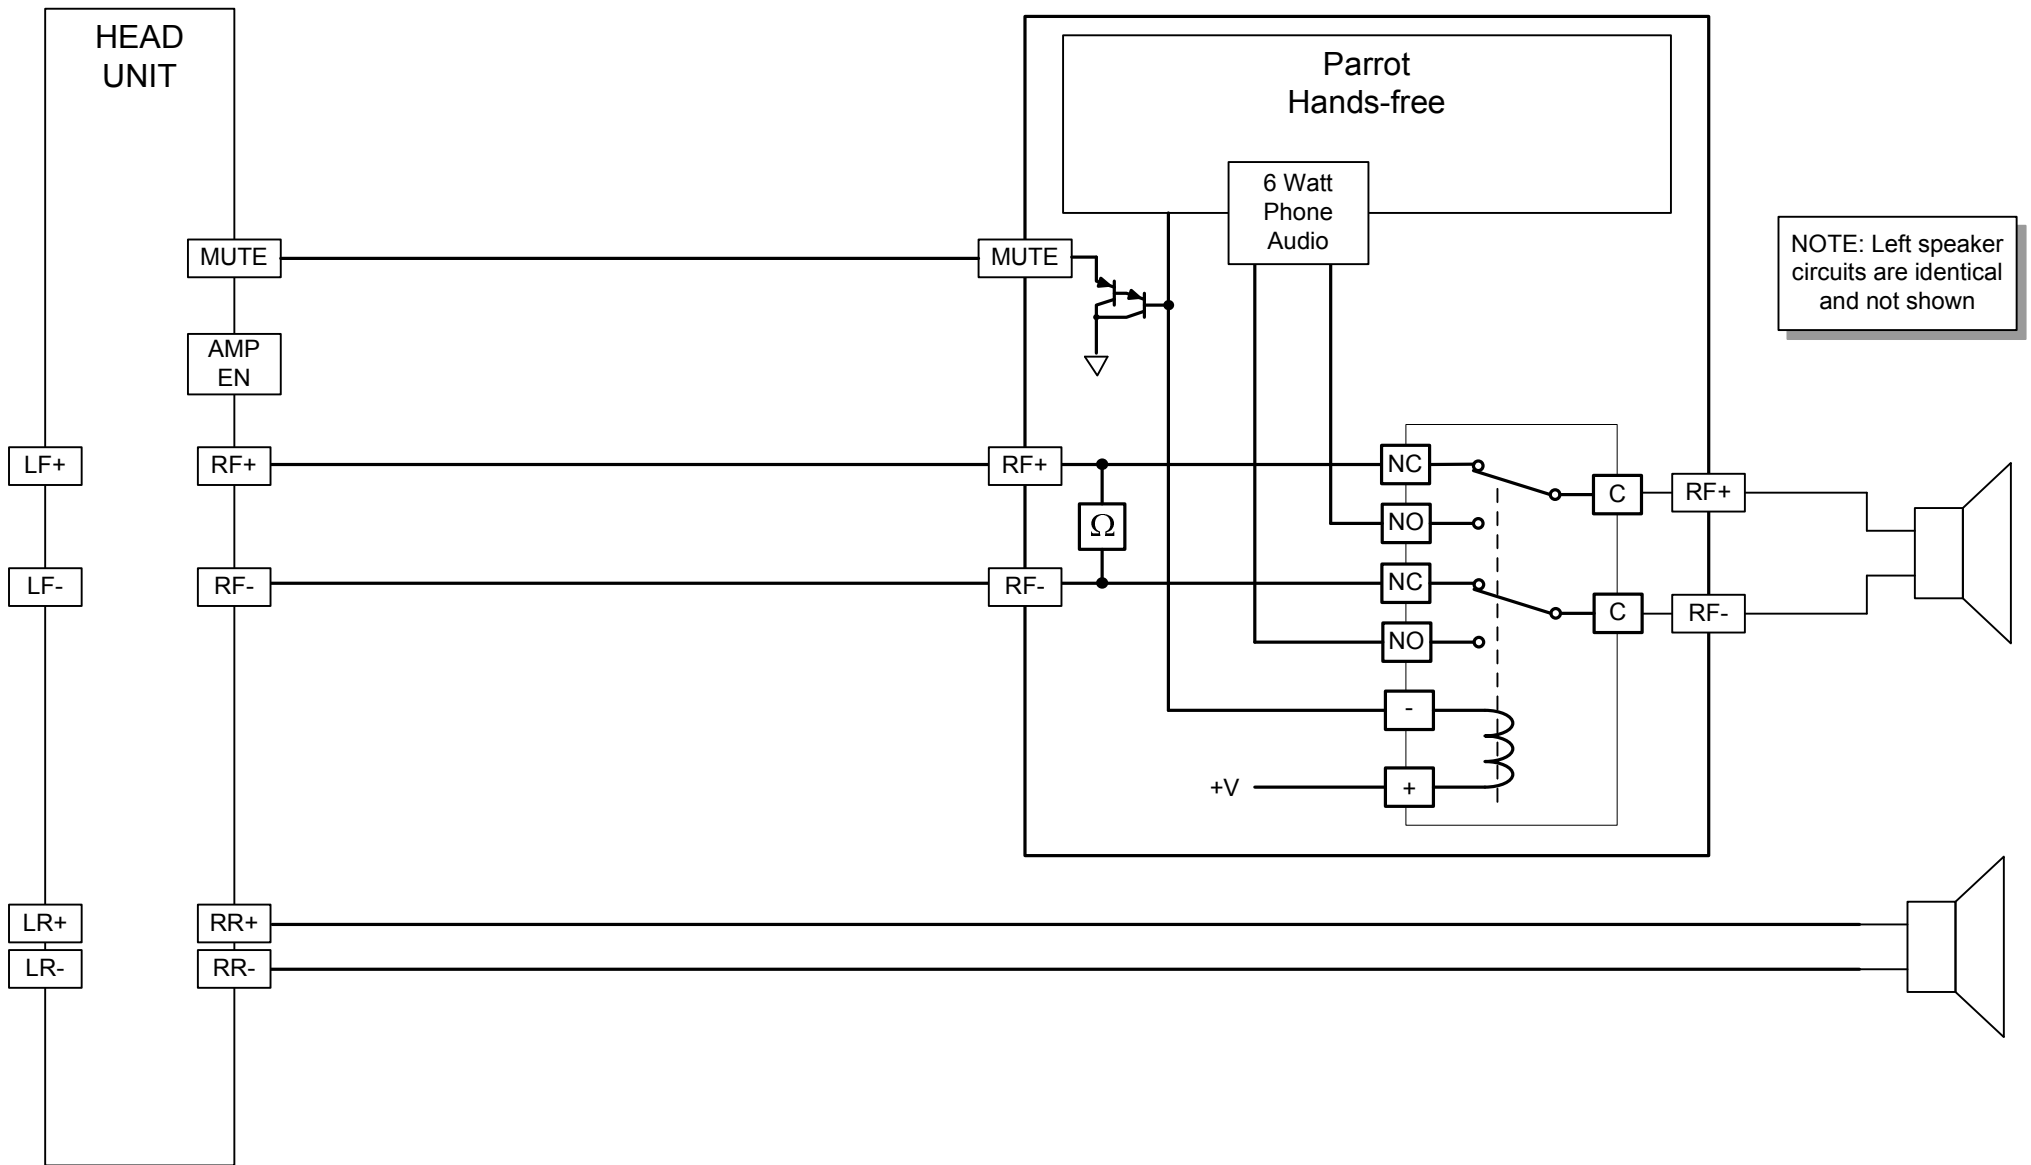 HEAD
UNIT
Parrot
Hands-free
6 Watt
Phone
Audio
NOTE: Left speaker
circuits are identical
and not shown
MUTE
MUTE
AMP
EN
LF+
RF+
RF+
NC
C
RF+
Ω
NO
LF-
RF-
RF-
NC
C
RF-
NO
-
+V
+
LR+
RR+
LR-
RR-